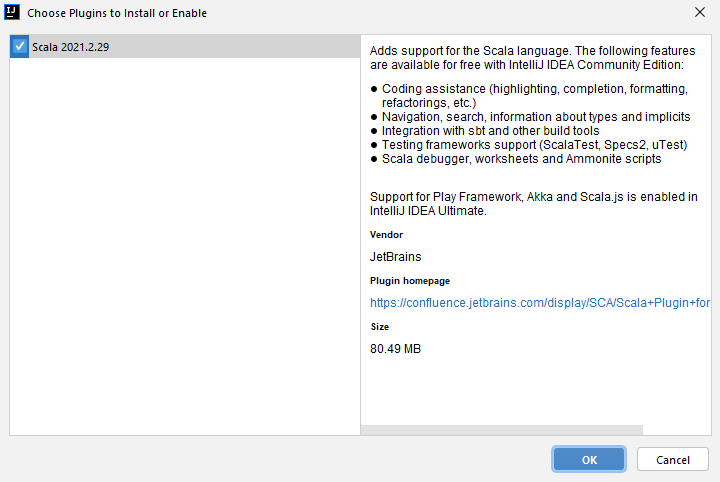 IJ
Choose Plugins to Install or Enable
Scala 2021.2.29
Adds support for the Scala language. The following features
are available for free with IntelliJ IDEA Community Edition:
● Coding assistance (highlighting, completion, formatting,
refactorings, etc.)
● Navigation, search, information about types and implicits
● Integration with sbt and other build tools
● Testing frameworks support (ScalaTest, Specs2, uTest)
● Scala debugger, worksheets and Ammonite scripts
Support for Play Framework, Akka and Scala.js is enabled in
IntelliJ IDEA Ultimate.
Vendor
JetBrains
Plugin homepage
https://confluence.jetbrains.com/display/SCA/Scala+Plugin+for
Size
80.49 MB
OK
Cancel